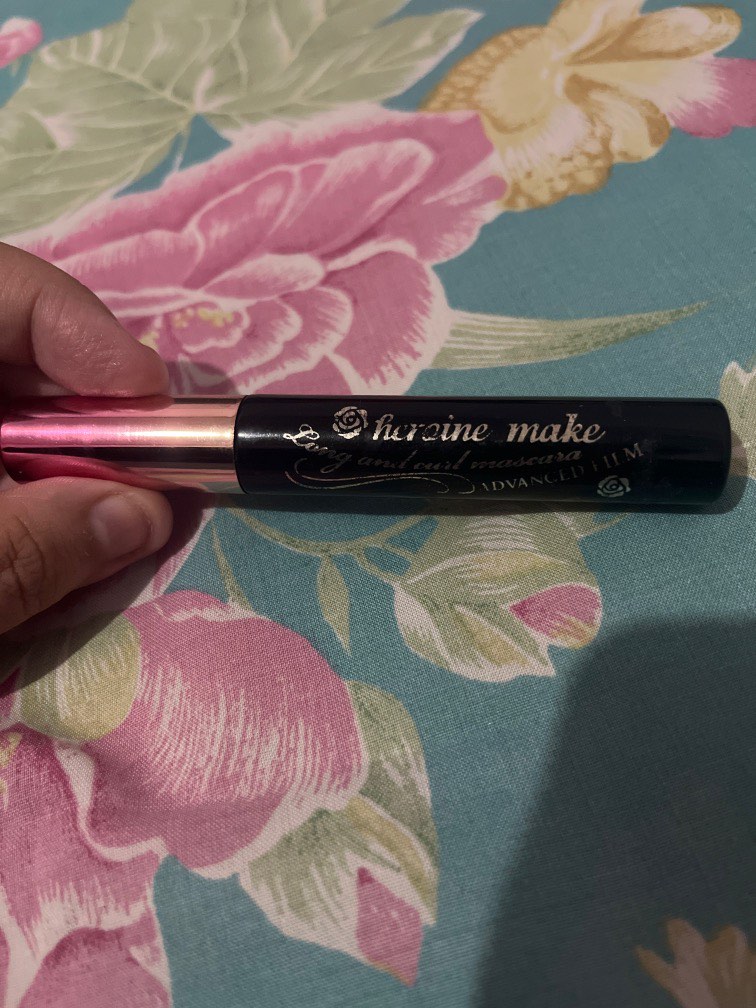 heroine make
Long and curl mascara
ADVANCED FILM